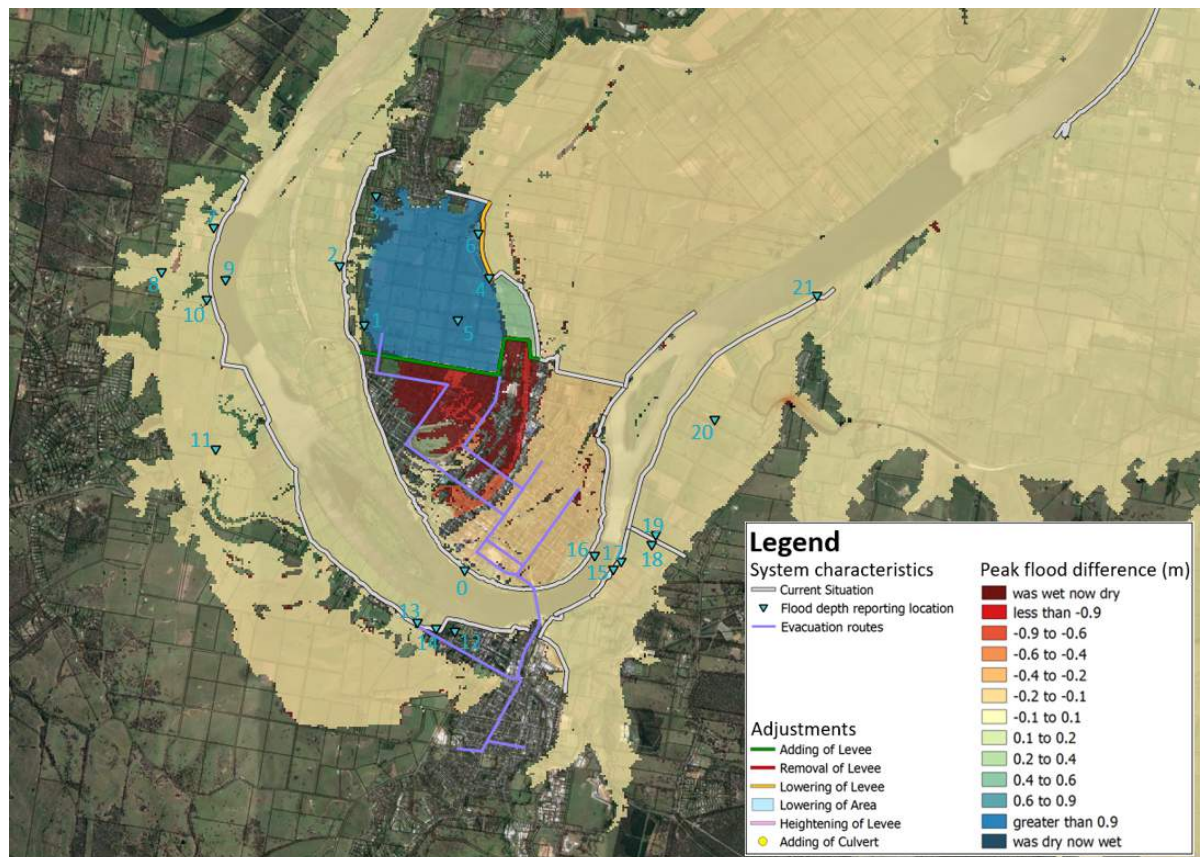 3
7
6
2
8
9
4
10
21
1
5
20
11
19
16
17
18
15
0
13
14
12
Legend
System characteristics
Current Situation
Flood depth reporting location
Evacuation routes
Adjustments
Adding of Levee
Removal of Levee
Lowering of Levee
Lowering of Area
Heightening of Levee
Adding of Culvert
Peak flood difference (m)
was wet now dry
less than -0.9
-0.9 to -0.6
-0.6 to -0.4
-0.4 to -0.2
-0.2 to -0.1
-0.1 to 0.1
0.1 to 0.2
0.2 to 0.4
0.4 to 0.6
0.6 to 0.9
greater than 0.9
was dry now wet